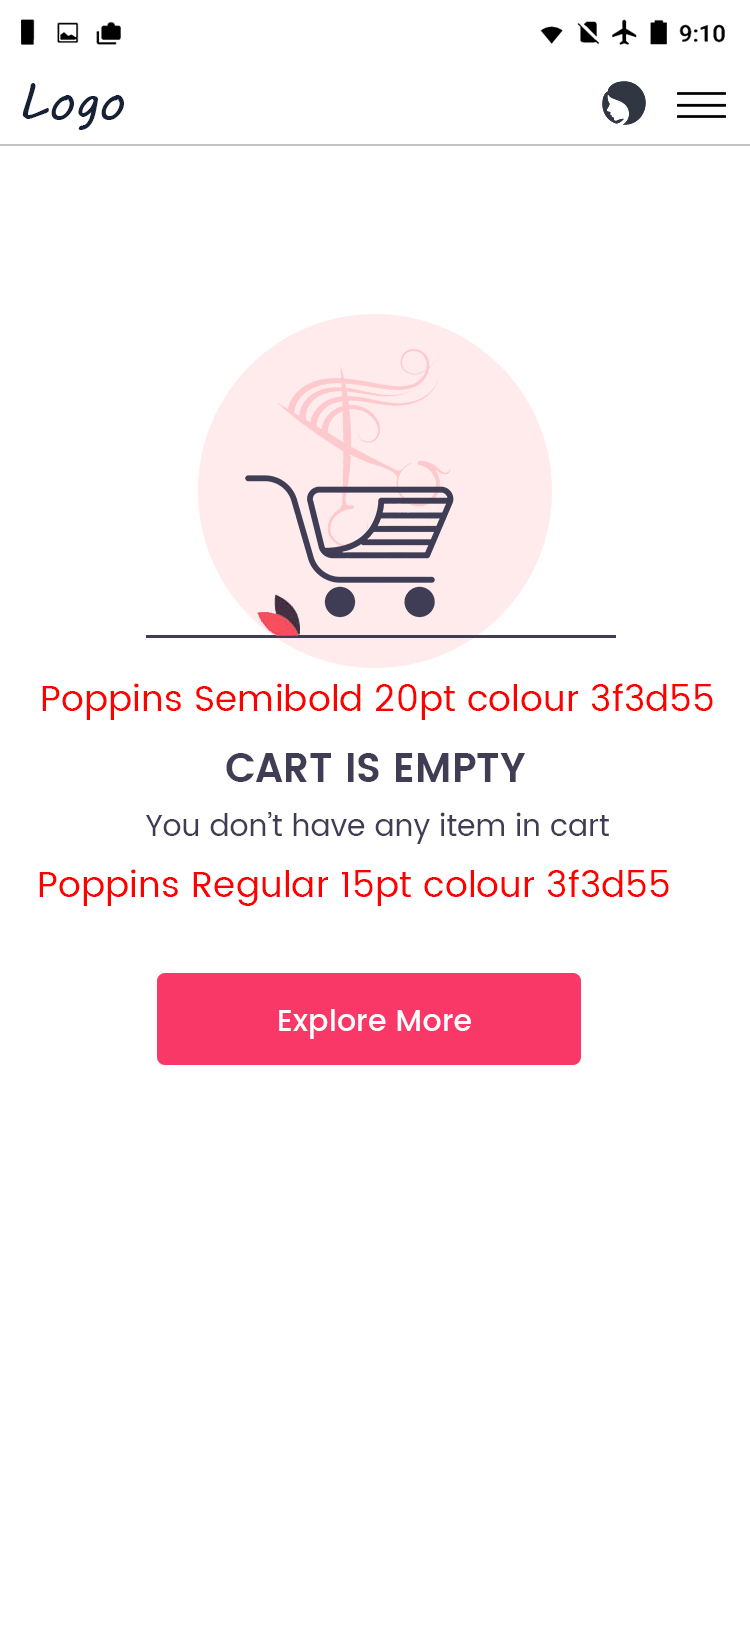 9:10
Logo
Poppins Semibold 20pt colour 3f3d55
CART IS EMPTY
You don't have any item in cart
Poppins Regular 15pt colour 3f3d55
Explore More